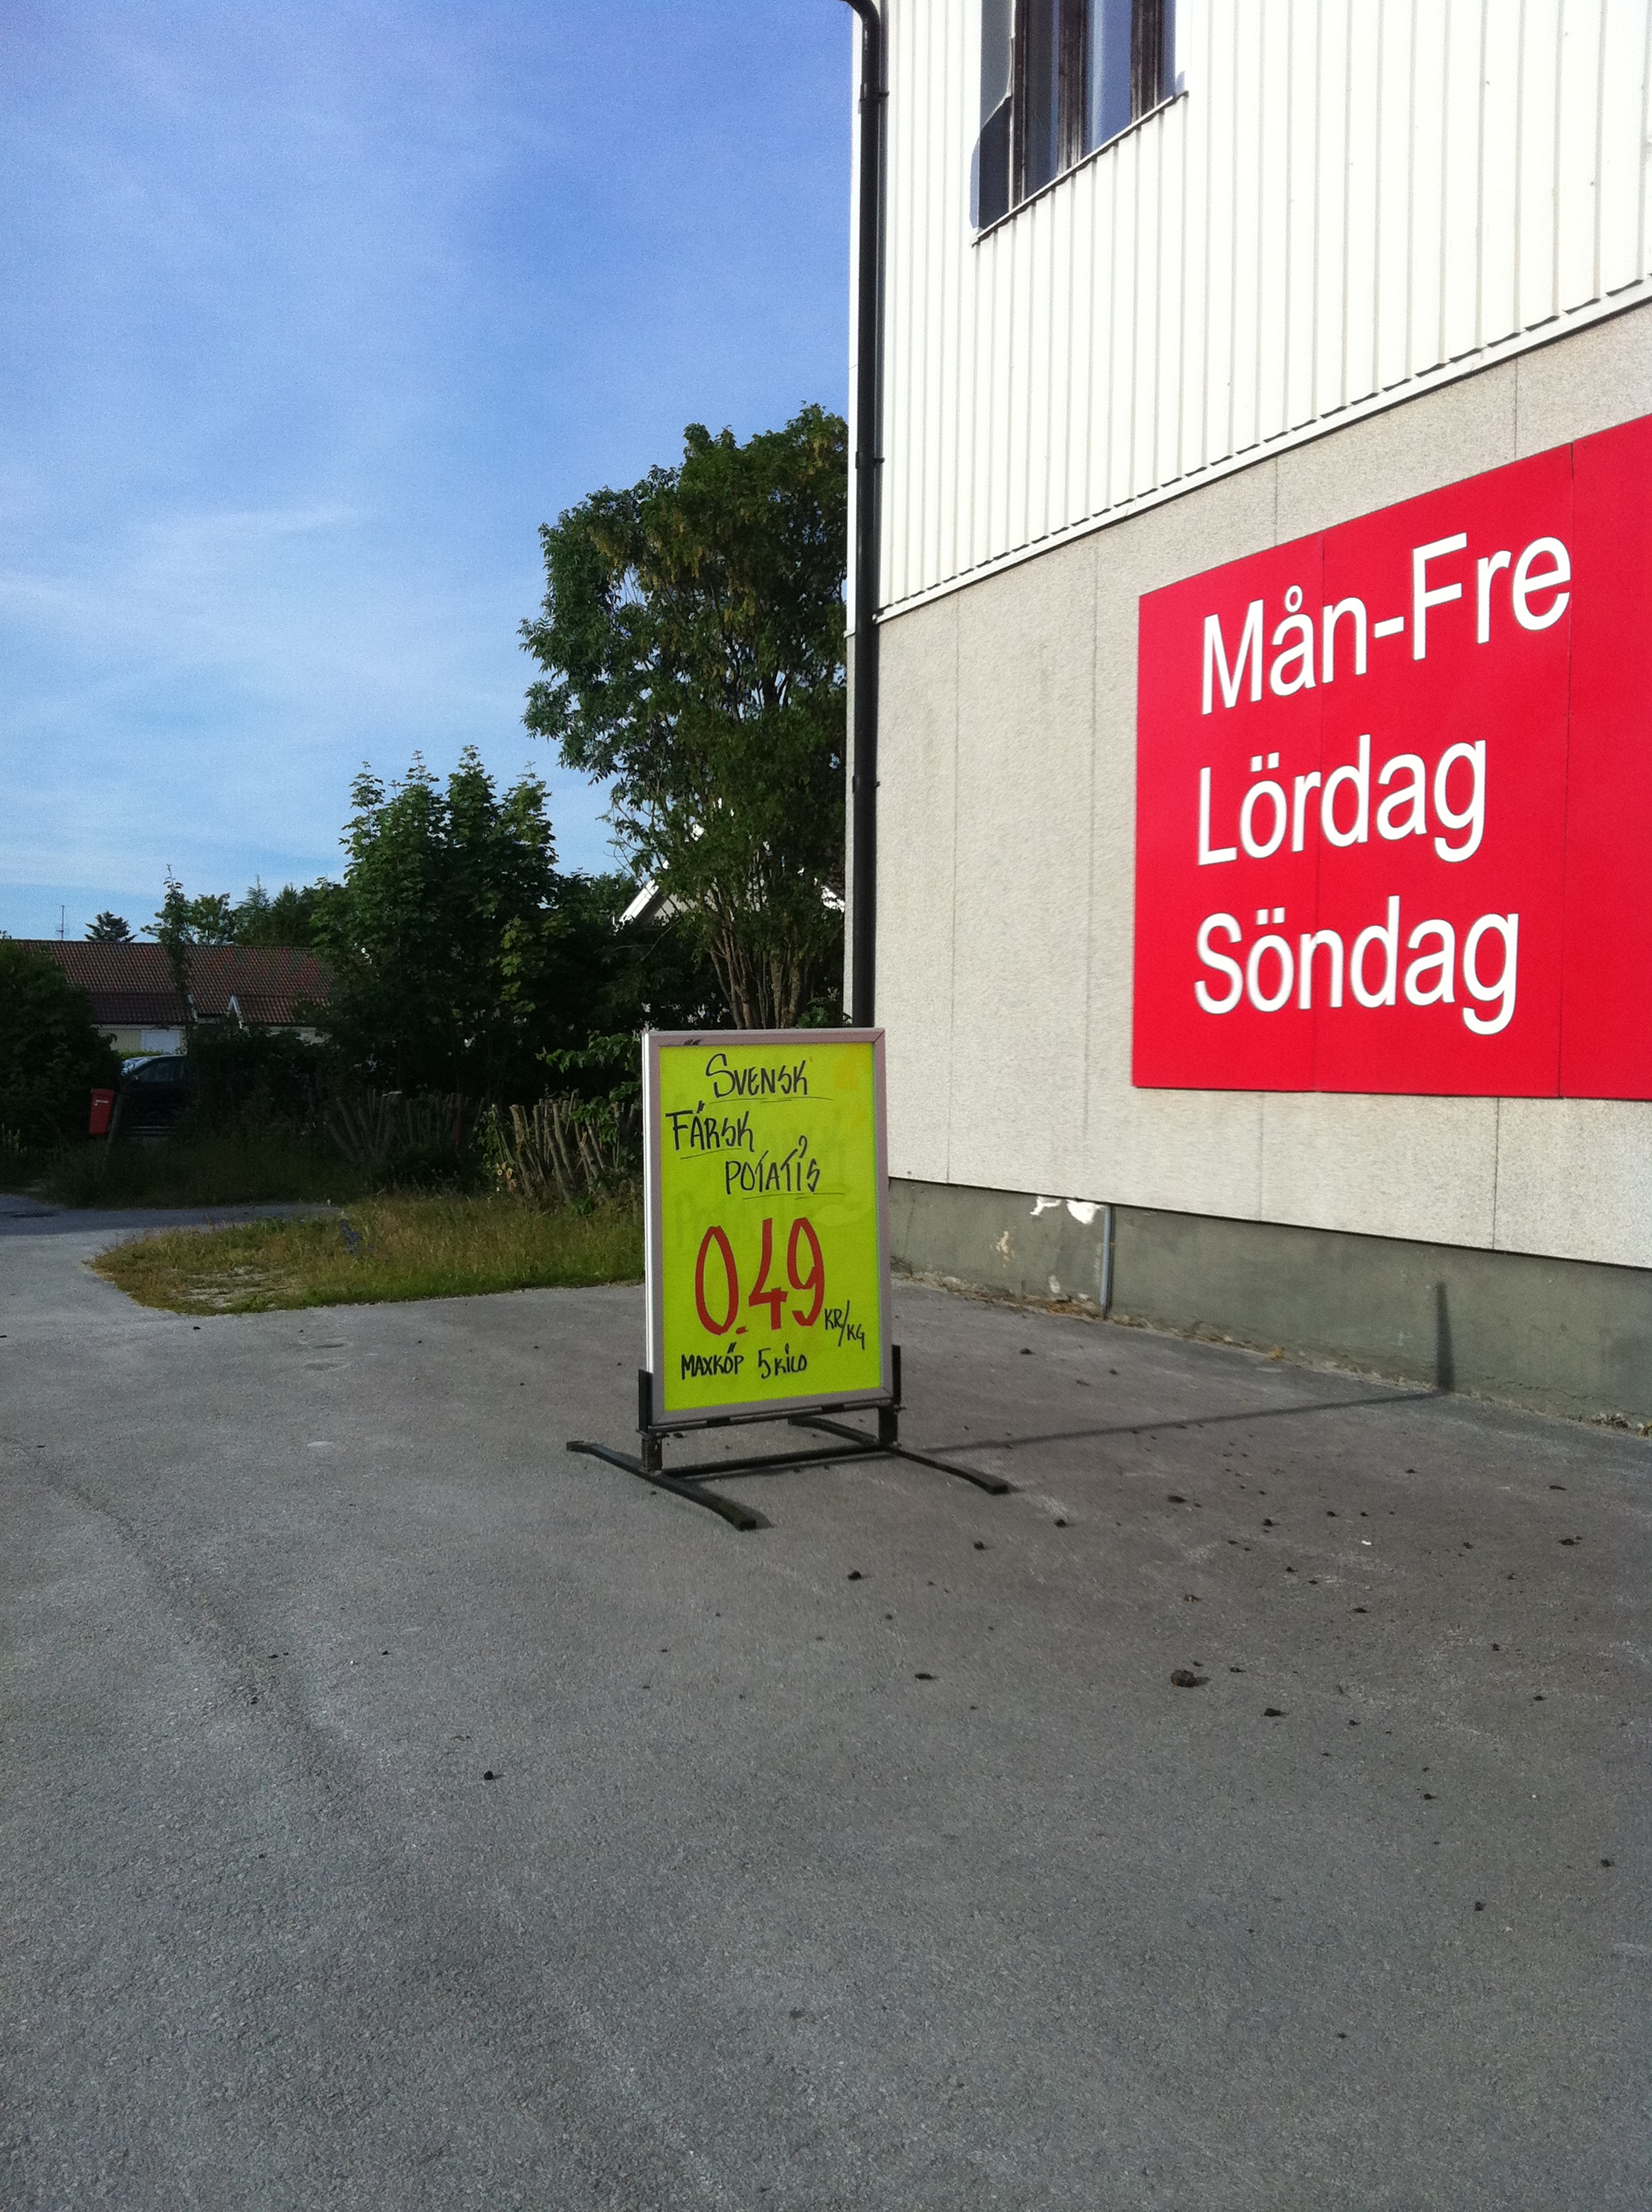 Mån-Fre
Lördag
Söndag
SVENSK
FÄRSK
POTATIS
0.49
KR/KG
MAXKÖP 5 KILO